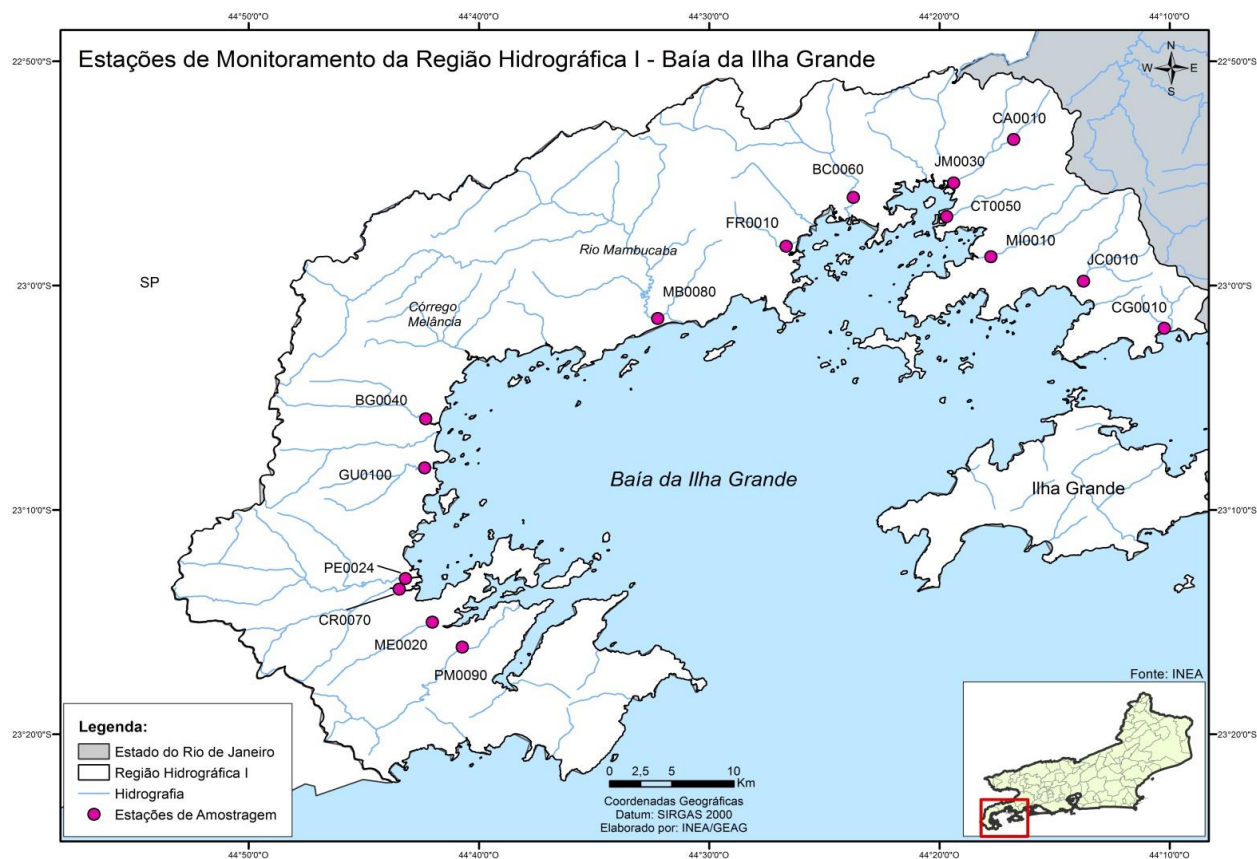 44°50'0"O
44°40'0"O
44°30'0"O
44°20'0"O
44°10'0"O
Estações de Monitoramento da Região Hidrográfica I - Baía da Ilha Grande
22°50'0"S
22°50'0"S
N
W
E
S
CA0010
JM0030
BC0060
CT0050
FR0010
MI0010
Rio Mambucaba
JC0010
SP
23°0'0"S
23°0'0"S
MB0080
CG0010
Córrego
Melância
BG0040
GU0100
Baía da Ilha Grande
Ilha Grande
23°10'0"S
23°10'0"S
PE0024
CR0070
ME0020
PM0090
Fonte: INEA
Legenda:
Estado do Rio de Janeiro
Região Hidrográfica I
Hidrografia
Estações de Amostragem
23°20'0"S
23°20'0"S
0 2,5 5 10
Km
Coordenadas Geográficas
Datum: SIRGAS 2000
Elaborado por: INEA/GEAG
44°50'0"O
44°40'0"O
44°30'0"O
44°20'0"O
44°10'0"O